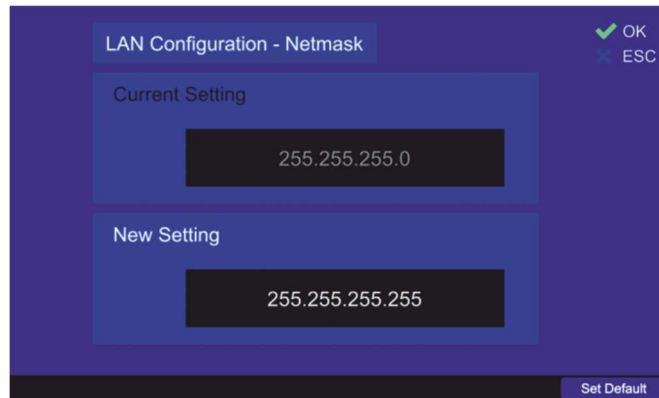 LAN Configuration - Netmask
OK
ESC
Current Setting
255.255.255.0
New Setting
255.255.255.255
Set Default